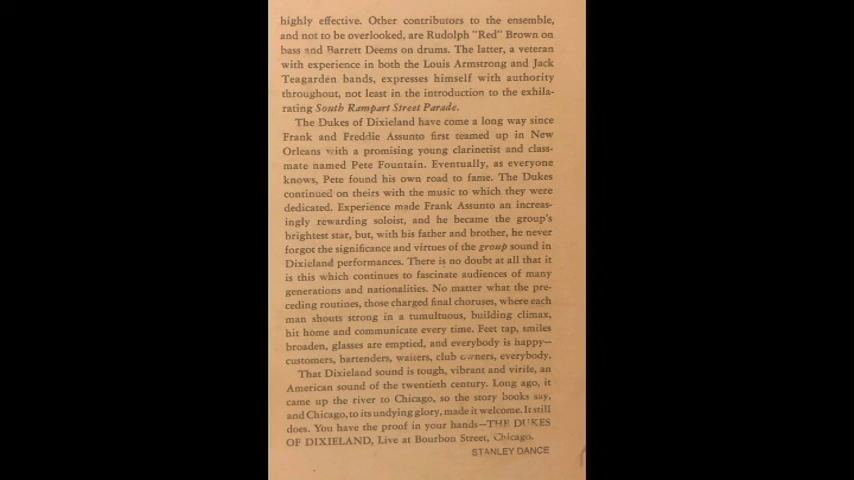 highly effective. Other contributors to the ensemble,
and not to be overlooked, are Rudolph "Red" Brown on
bass and Barrett Deems on drums. The latter, a veteran
with experience in both the Louis Armstrong and Jack
Teagarden bands, expresses himself with authority
throughout, not least in the introduction to the exhila-
rating South Rampart Street Parade.
The Dukes of Dixieland have come a long way since
Frank and Freddie Assunto first teamed up in New
Orleans with a promising young clarinetist and class-
mate named Pete Fountain. Eventually, as everyone
knows, Pete found his own road to fame. The Dukes
continued on theirs with the music to which they were
dedicated. Experience made Frank Assunto an increas-
ingly rewarding soloist, and he became the group's
brightest star, but, with his father and brother, he never
forgot the significance and virtues of the group sound in
Dixieland performances. There is no doubt at all that it
is this which continues to fascinate audiences of many
generations and nationalities. No matter what the pre-
ceding routines, those charged final choruses, where each
man shouts strong in a tumultuous, building climax,
hit home and communicate every time. Feet tap, smiles
broaden, glasses are emptied, and everybody is happy—
customers, bartenders, waiters, club owners, everybody.
That Dixieland sound is tough, vibrant and virile, an
American sound of the twentieth century. Long ago, it
came up the river to Chicago, so the story books say,
and Chicago, to its undying glory, made it welcome. It still
does. You have the proof in your hands—THE DUKES
OF DIXIELAND, Live at Bourbon Street, Chicago.
STANLEY DANCE